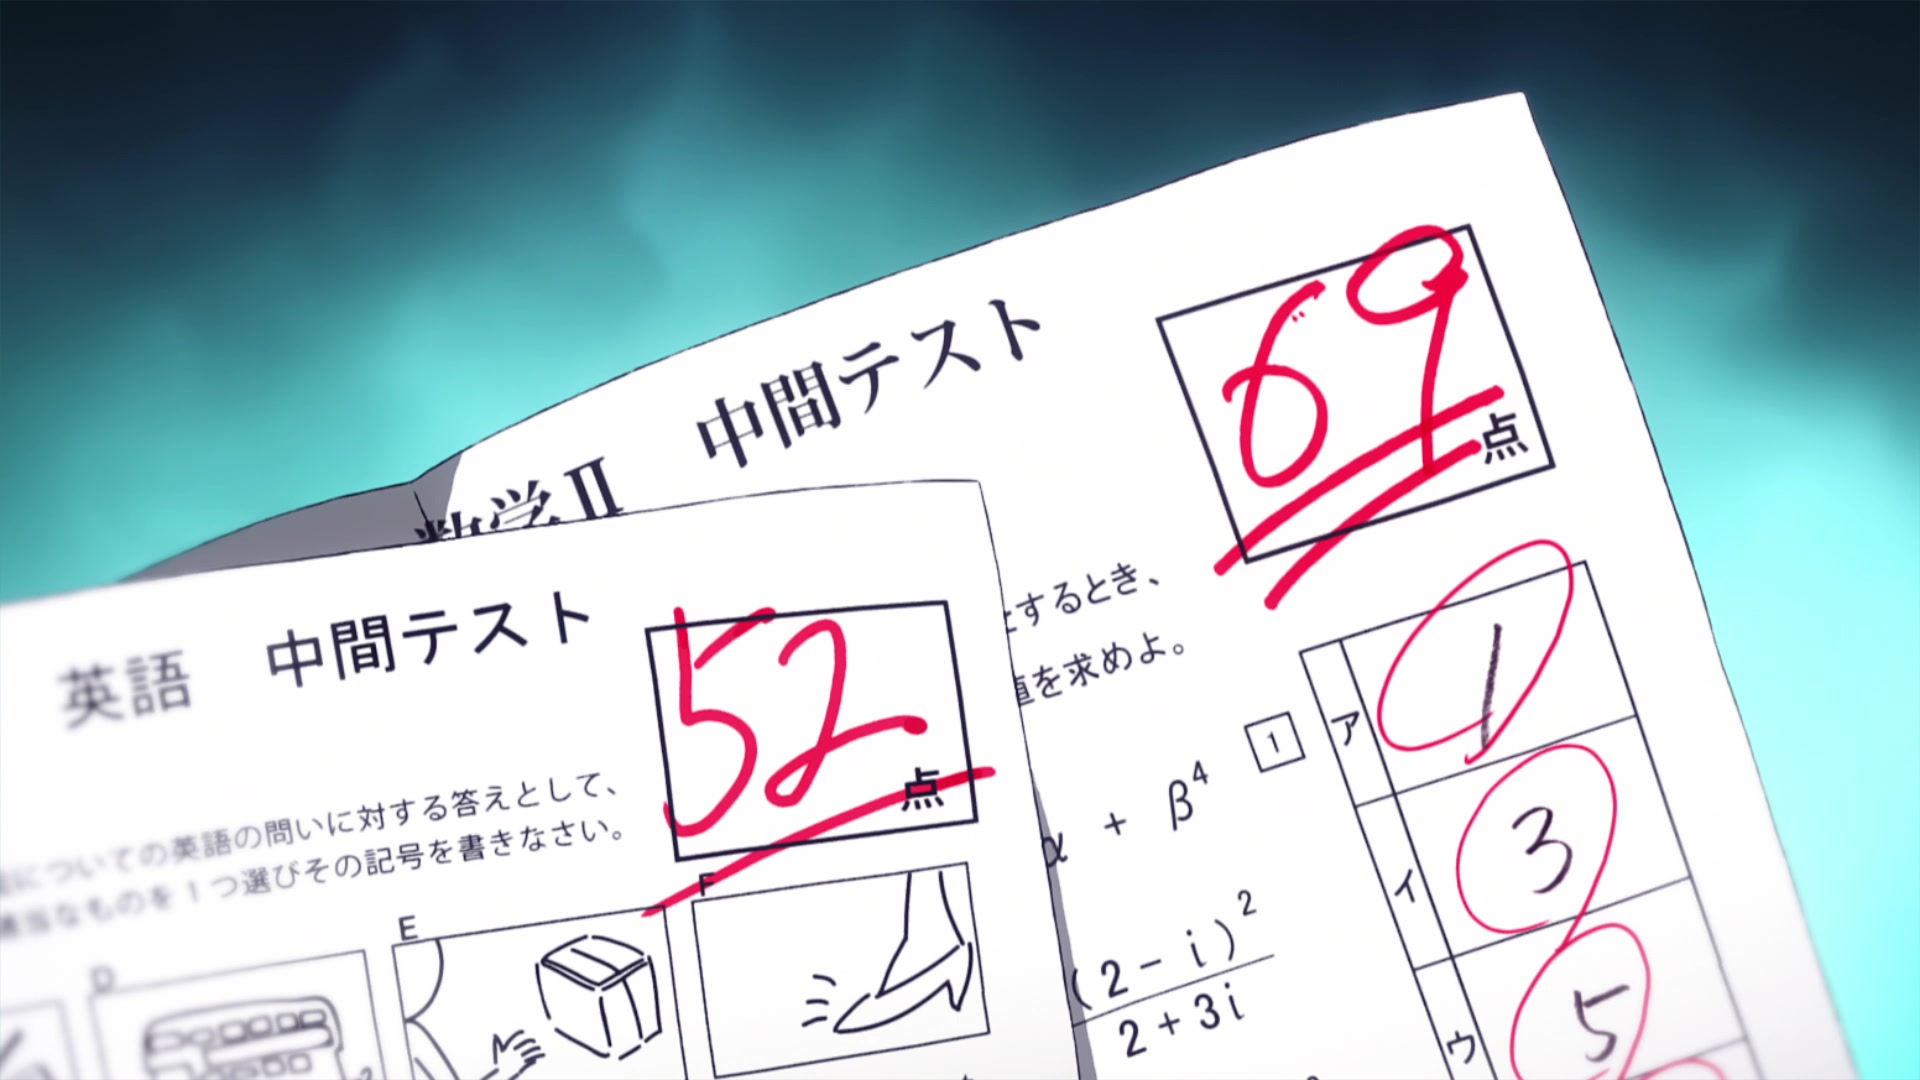 中間テスト
69
点
数学II
するとき、
値を求めよ。
1
ア
1
α + β4
イ
3
(2-i)2
2+3i
ウ
5
英語 中間テスト
52
点
についての英語の問いに対する答えとして、
適当なものを1つ選びその記号を書きなさい。
D
E
F